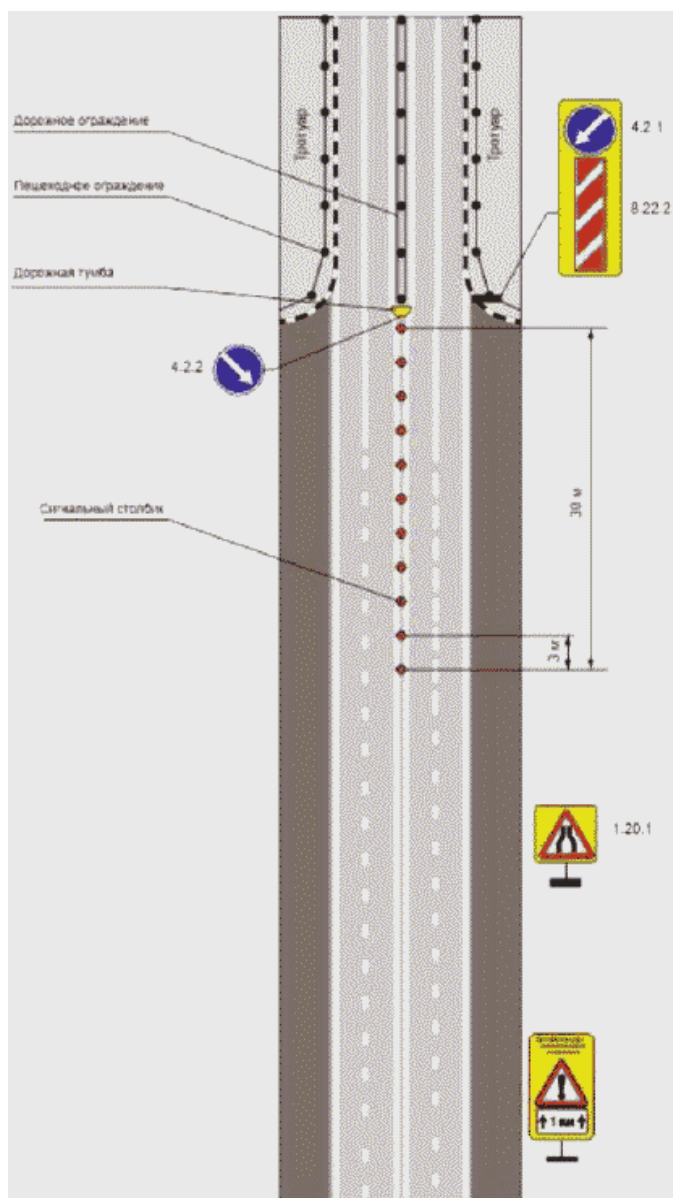 Дорожное ограждение
Тротуар
Тротуар
4.2.1
Пешеходное ограждение
8.22.2
Дорожная тумба
4.2.2
Сигнальный столбик
30 м
3 м
1.20.1
1 км